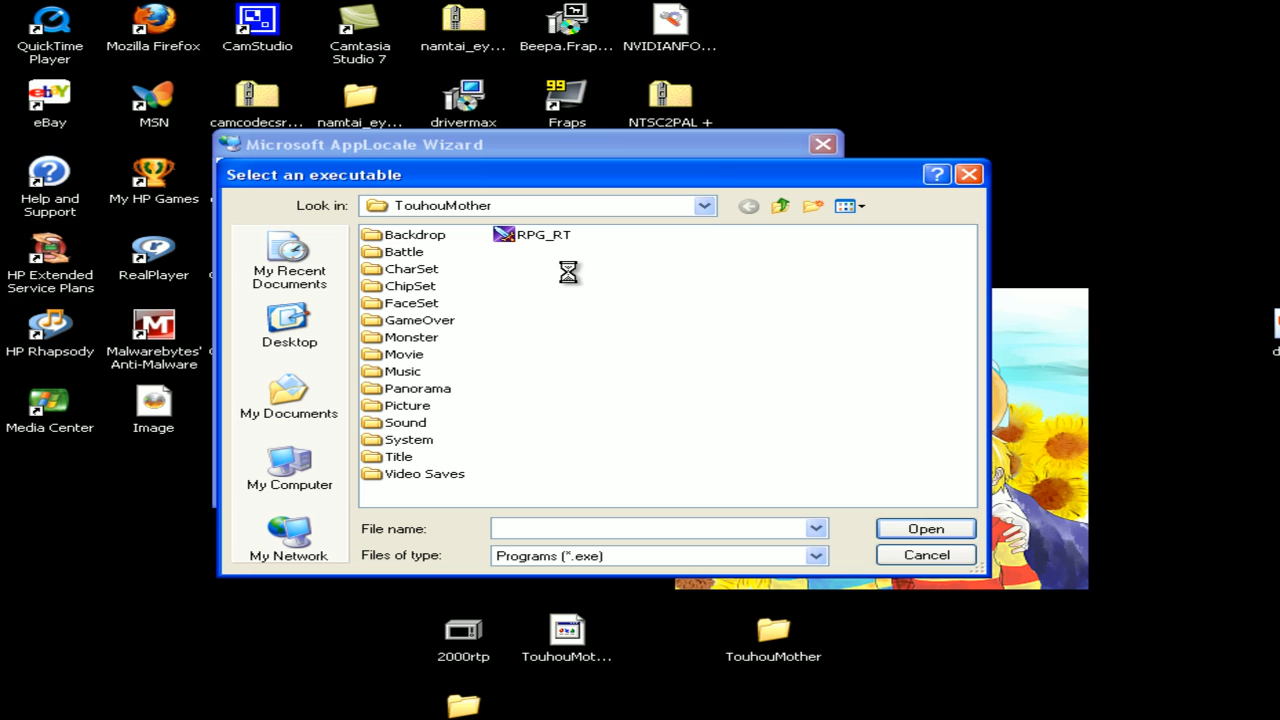 QuickTime
Player
Mozilla Firefox
CamStudio
Camtasia
Studio 7
namtai_ey...
Beepa.Frap...
NVIDIANFO...
eBay
MSN
camcodecsr...
namtai_ey...
drivermax
99
Fraps
NTSC2PAL +
Microsoft AppLocale Wizard
Select an executable
Help and
Support
My HP Games
Look in:
TouhouMother
My Recent
Documents
Desktop
My Documents
My Computer
My Network
Backdrop
Battle
CharSet
ChipSet
FaceSet
GameOver
Monster
Movie
Music
Panorama
Picture
Sound
System
Title
Video Saves
RPG_RT
HP Extended
Service Plans
RealPlayer
HP Rhapsody
Malwarebytes'
Anti-Malware
Media Center
Image
File name:
Open
Files of type:
Programs (*.exe)
Cancel
2000rtp
TouhouMot...
TouhouMother